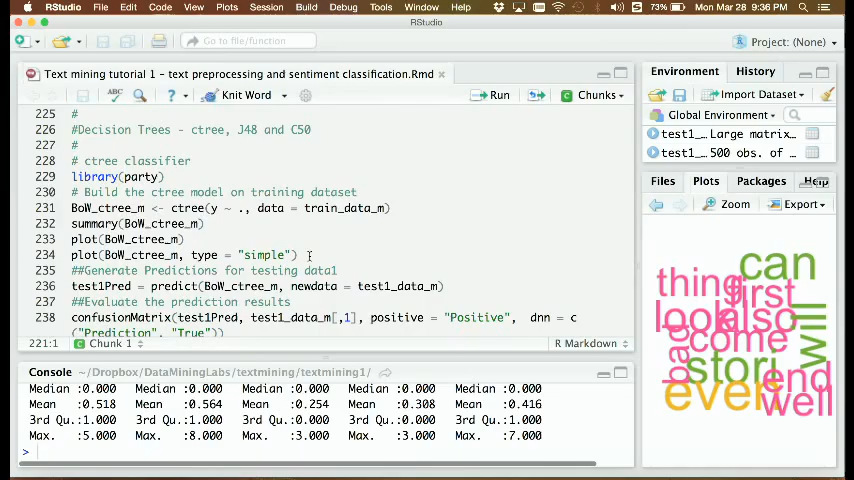 RStudio File Edit Code View Plots Session Build Debug Tools Window Help 73% Mon Mar 28 9:36 PM
RStudio
Go to file/function
Project: (None)
Text mining tutorial 1 - text preprocessing and sentiment classification.Rmd
ABC Knit Word Run Chunks
225 #
226 #Decision Trees - ctree, J48 and C50
227 #
228 # ctree classifier
229 library(party)
230 # Build the ctree model on training dataset
231 BoW_ctree_m <- ctree(y ~ ., data = train_data_m)
232 summary(BoW_ctree_m)
233 plot(BoW_ctree_m)
234 plot(BoW_ctree_m, type = "simple")
235 ##Generate Predictions for testing data1
236 test1Pred = predict(BoW_ctree_m, newdata = test1_data_m)
237 ##Evaluate the prediction results
238 confusionMatrix(test1Pred, test1_data_m[,1], positive = "Positive", dnn = c
("Prediction", "True"))
221:1 Chunk 1 R Markdown
Console ~/Dropbox/DataMiningLabs/textmining/textmining1/
Median :0.000 Median :0.000 Median :0.000 Median :0.000 Median :0.000
Mean :0.518 Mean :0.564 Mean :0.254 Mean :0.308 Mean :0.416
3rd Qu.:1.000 3rd Qu.:1.000 3rd Qu.:0.000 3rd Qu.:0.000 3rd Qu.:1.000
Max. :5.000 Max. :8.000 Max. :3.000 Max. :3.000 Max. :7.000
>
Environment History
Import Dataset
Global Environment
test1_... Large matrix...
test1_... 500 obs. of ...
Files Plots Packages Help
Zoom Export
can
thing
first
look
also
will
come
bad
stori
end
even
well